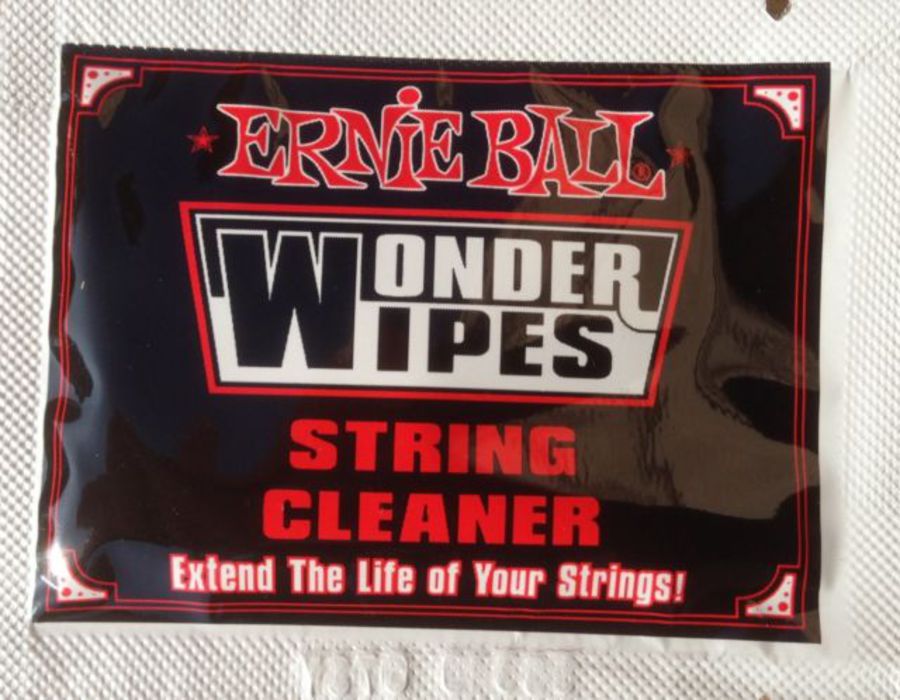 ERNIE BALL ®
WONDER
WIPES
STRING
CLEANER
Extend The Life of Your Strings!